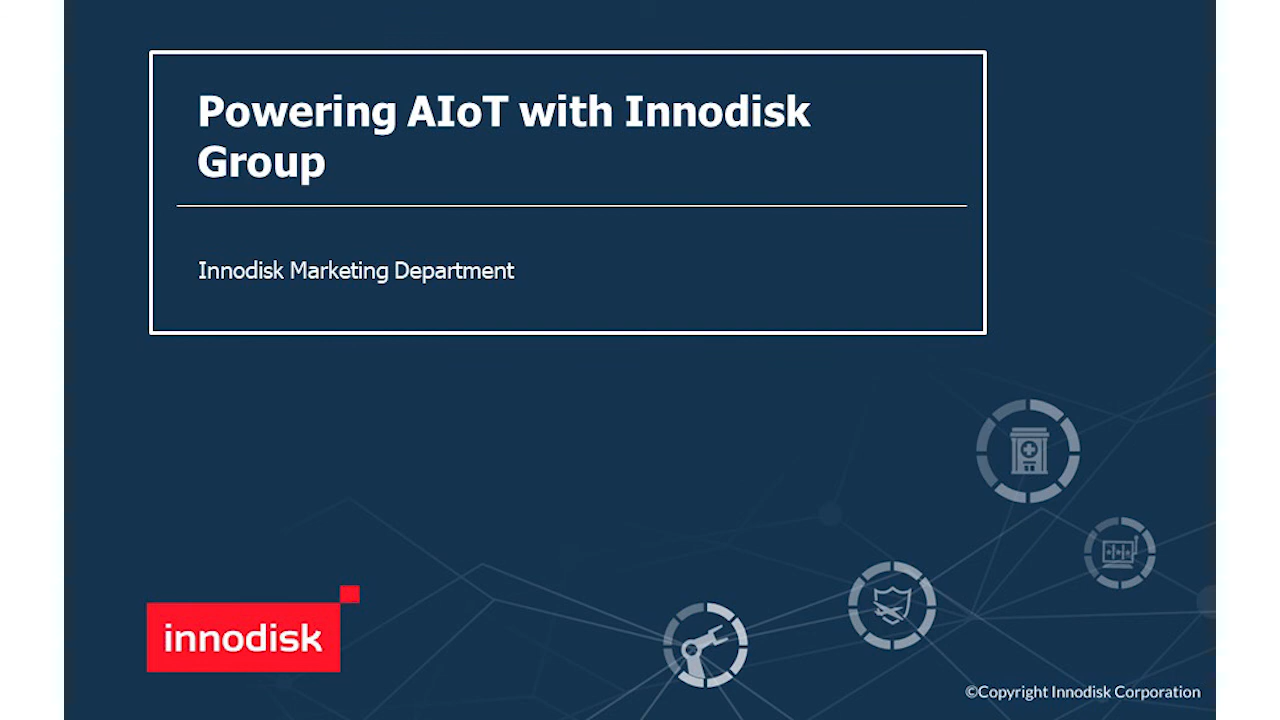 Powering AIoT with Innodisk
Group
Innodisk Marketing Department
innodisk
©Copyright Innodisk Corporation